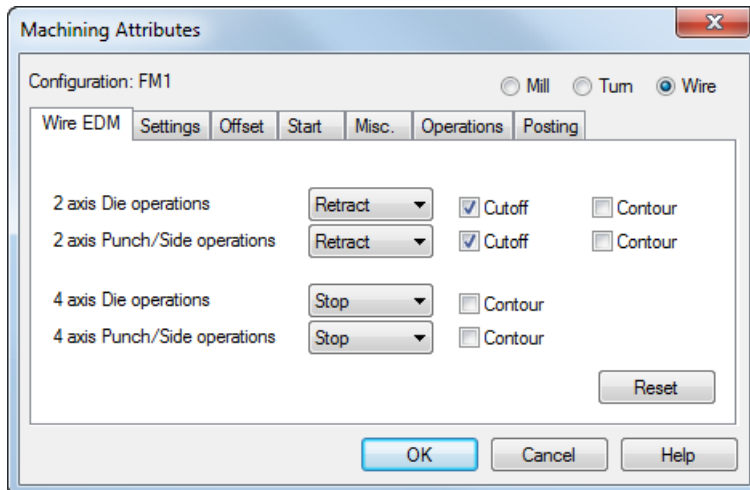 Machining Attributes
Configuration: FM1 Mill Turn Wire
Wire EDM Settings Offset Start Misc. Operations Posting
2 axis Die operations Retract Cutoff Contour
2 axis Punch/Side operations Retract Cutoff Contour
4 axis Die operations Stop Contour
4 axis Punch/Side operations Stop Contour
Reset
OK Cancel Help